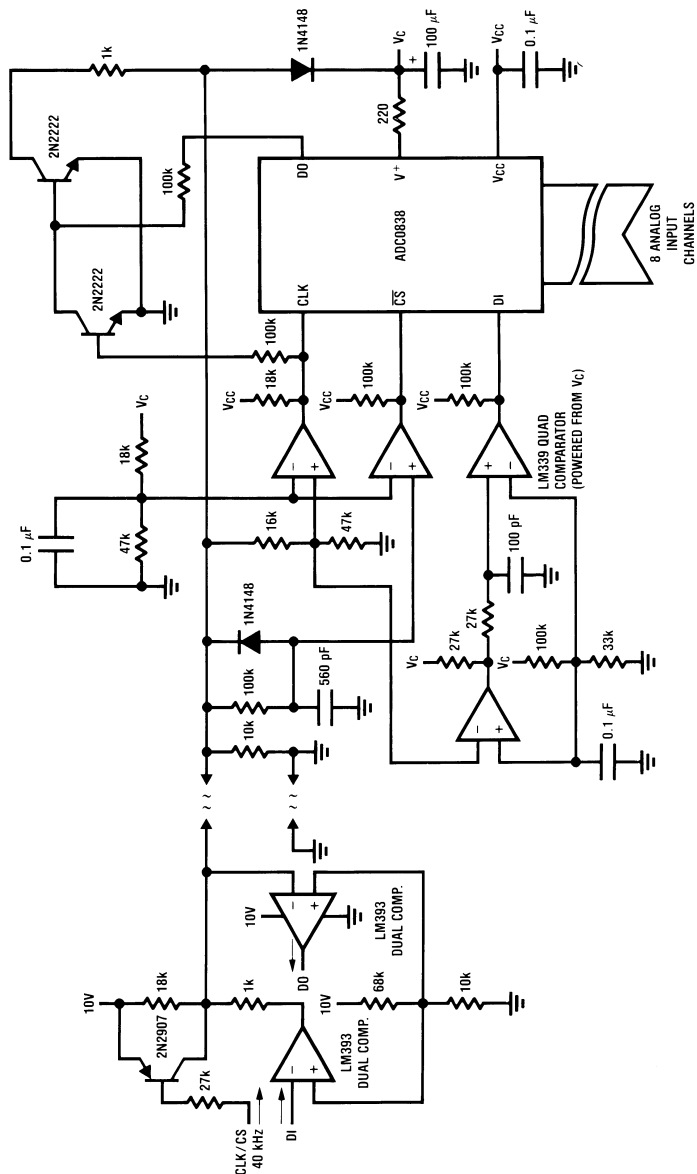 10V
18k
2N2907
27k
CLK/CS
40 kHz
DI
1k
LM393
DUAL COMP.
10V
68k
10k
10V
DO
LM393
DUAL COMP.
~ ~
~ ~
10k
100k
1N4148
560 pF
0.1 µF
47k
18k
VC
16k
47k
VCC
18k
100k
VCC
100k
VCC
100k
LM339 QUAD
COMPARATOR
(POWERED FROM VC)
VC
27k
27k
100 pF
VC
100k
33k
0.1 µF
2N2222
2N2222
1k
100k
1N4148
CLK
CS
DI
ADC0838
DO
V+
VCC
220
VC
+
100 µF
VCC
0.1 µF
8 ANALOG
INPUT
CHANNELS
-
+
-
+
-
+
-
+
+
-
-
+